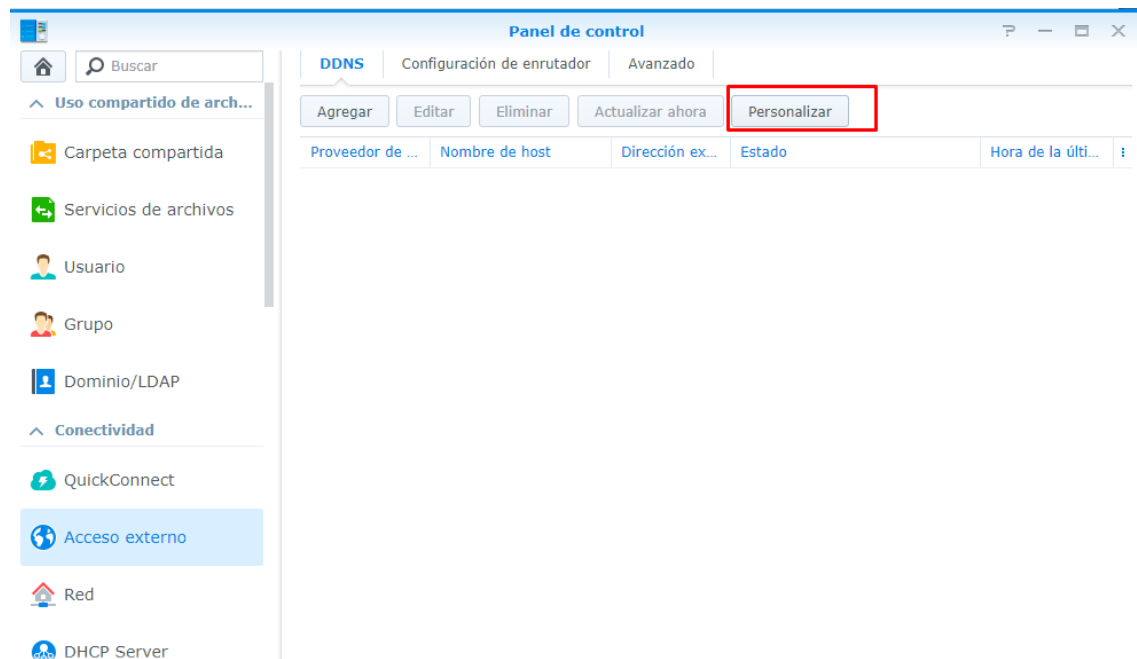 Panel de control
Buscar
DDNS Configuración de enrutador Avanzado
Uso compartido de arch...
Agregar Editar Eliminar Actualizar ahora Personalizar
Proveedor de ... Nombre de host Dirección ex... Estado Hora de la últi...
Carpeta compartida
Servicios de archivos
Usuario
Grupo
Dominio/LDAP
Conectividad
QuickConnect
Acceso externo
Red
DHCP Server